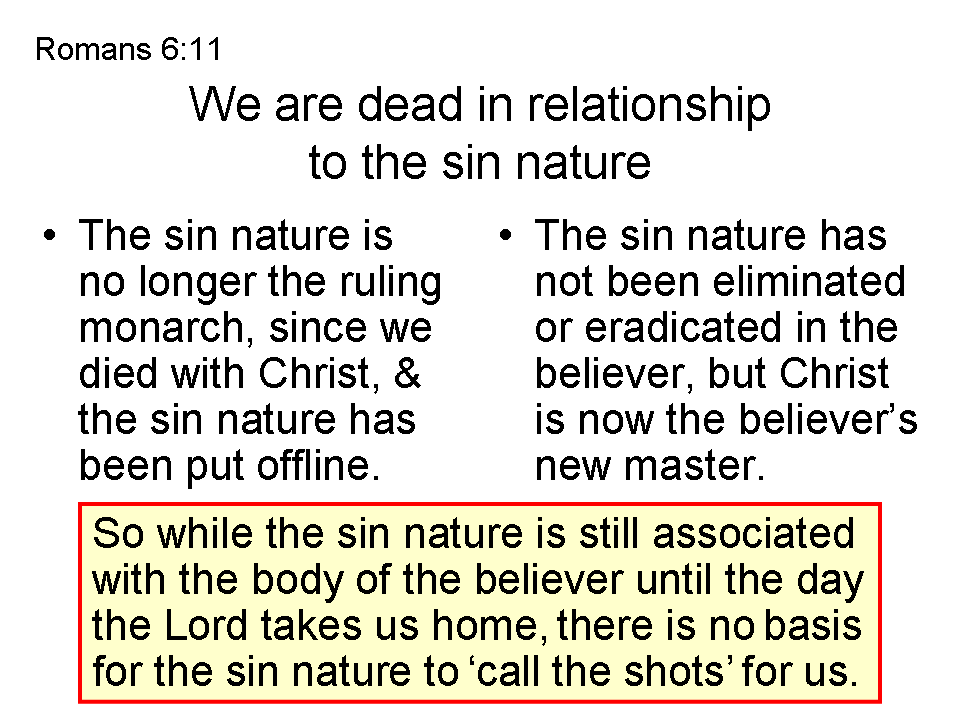 Romans 6:11
We are dead in relationship
to the sin nature
• The sin nature is
no longer the ruling
monarch, since we
died with Christ, &
the sin nature has
been put offline.
• The sin nature has
not been eliminated
or eradicated in the
believer, but Christ
is now the believer’s
new master.
So while the sin nature is still associated
with the body of the believer until the day
the Lord takes us home, there is no basis
for the sin nature to ‘call the shots’ for us.